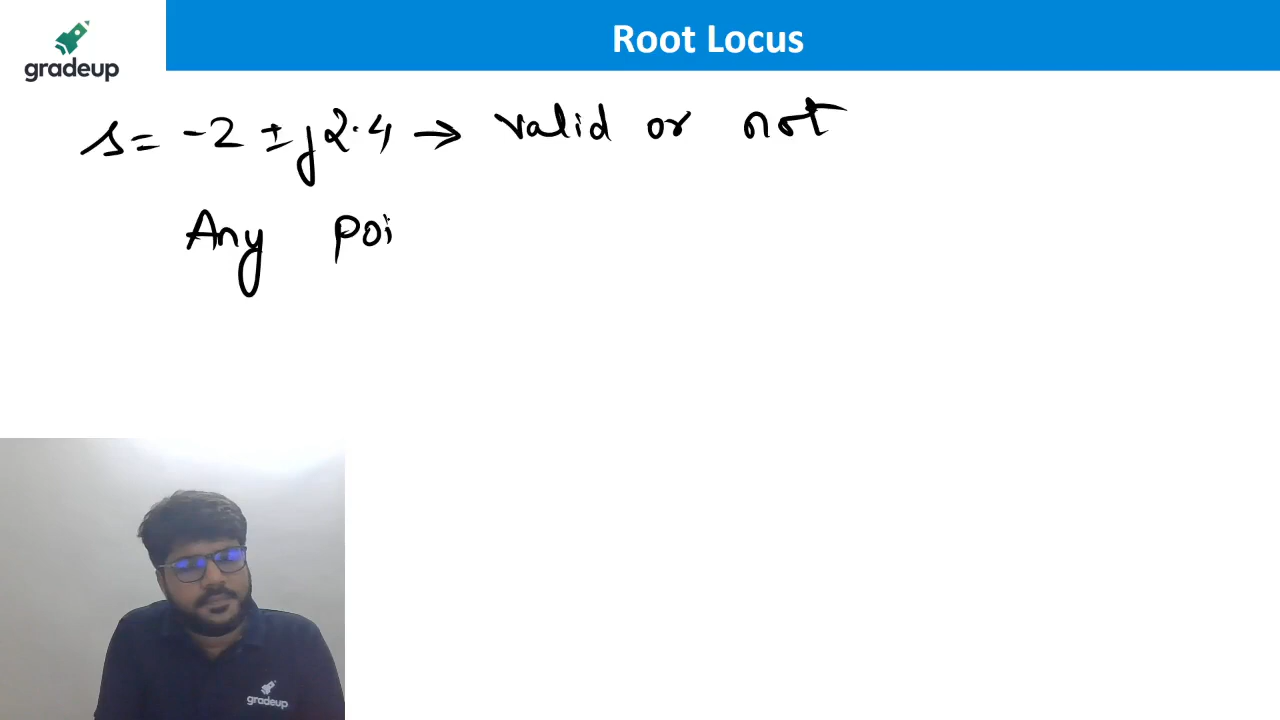 gradeup
Root Locus
s = -2 ± j2.4 → valid or not
Any poi
gradeup